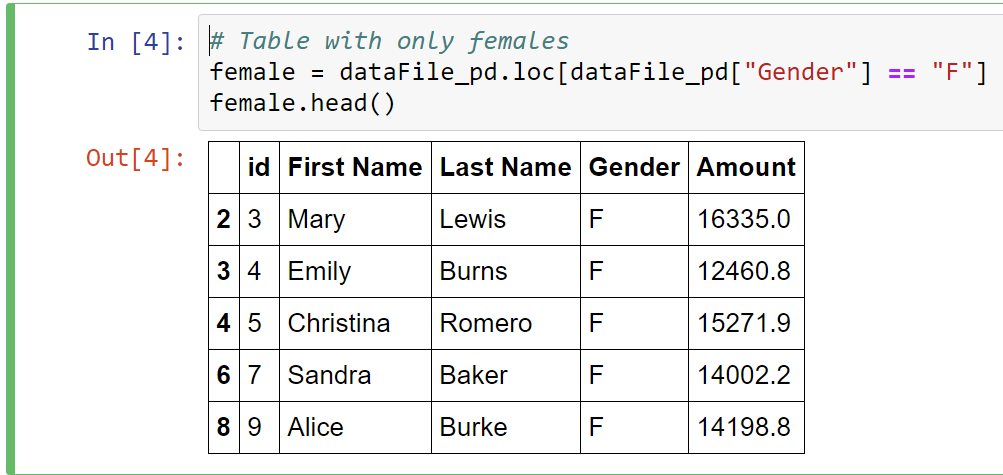 In [4]: # Table with only females
female = dataFile_pd.loc[dataFile_pd["Gender"] == "F"]
female.head()
Out[4]:
id First Name Last Name Gender Amount
2 3 Mary Lewis F 16335.0
3 4 Emily Burns F 12460.8
4 5 Christina Romero F 15271.9
6 7 Sandra Baker F 14002.2
8 9 Alice Burke F 14198.8